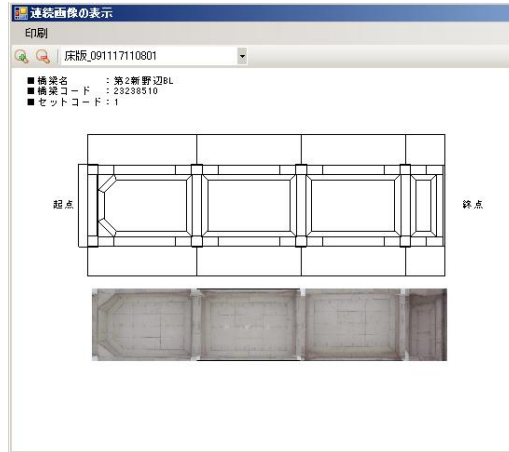 連続画像の表示
印刷
床版_091117110801
■橋梁名　　：第2新野辺BL
■橋梁コード　：23238510
■セットコード：1
起点
終点